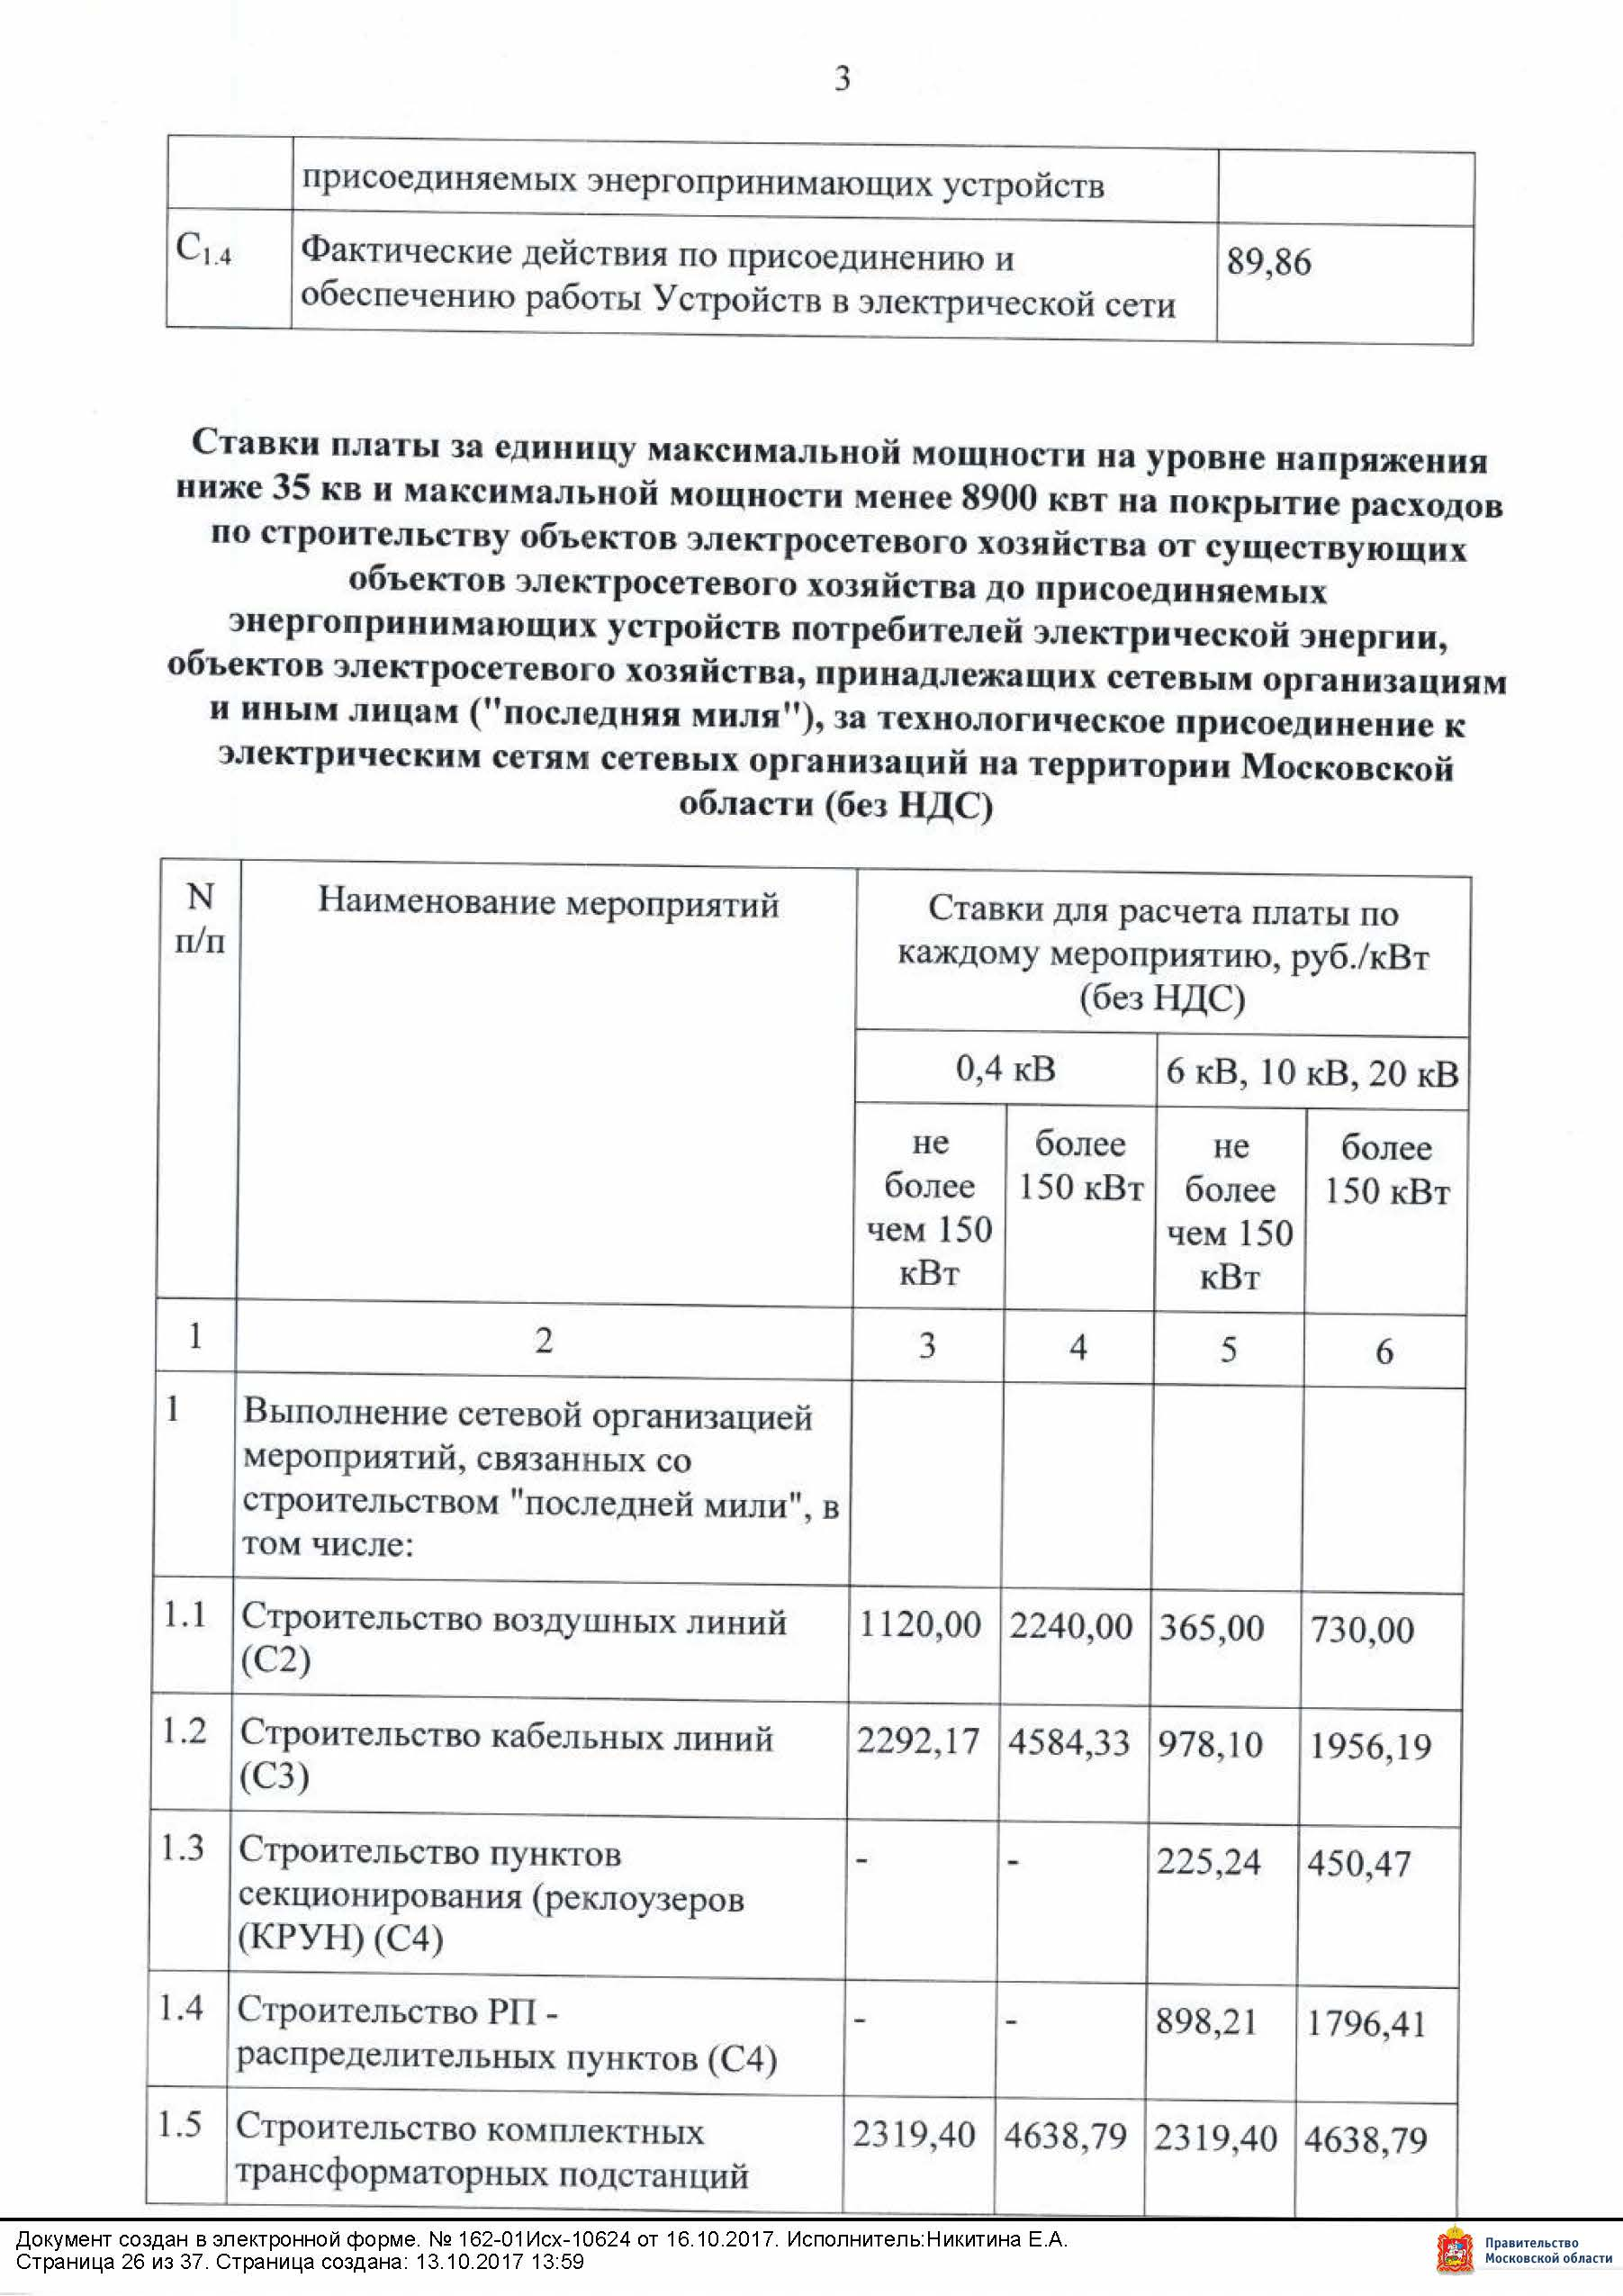 3
присоединяемых энергопринимающих устройств
С1.4
Фактические действия по присоединению и
обеспечению работы Устройств в электрической сети
89,86
Ставки платы за единицу максимальной мощности на уровне напряжения
ниже 35 кв и максимальной мощности менее 8900 квт на покрытие расходов
по строительству объектов электросетевого хозяйства от существующих
объектов электросетевого хозяйства до присоединяемых
энергопринимающих устройств потребителей электрической энергии,
объектов электросетевого хозяйства, принадлежащих сетевым организациям
и иным лицам ("последняя миля"), за технологическое присоединение к
электрическим сетям сетевых организаций на территории Московской
области (без НДС)
N
п/п
Наименование мероприятий
Ставки для расчета платы по
каждому мероприятию, руб./кВт
(без НДС)
0,4 кВ
6 кВ, 10 кВ, 20 кВ
не
более
чем 150
кВт
более
150 кВт
не
более
чем 150
кВт
более
150 кВт
1 2 3 4 5 6
1
Выполнение сетевой организацией
мероприятий, связанных со
строительством "последней мили", в
том числе:
1.1 Строительство воздушных линий 1120,00 2240,00 365,00 730,00
(С2)
1.2 Строительство кабельных линий 2292,17 4584,33 978,10 1956,19
(С3)
1.3 Строительство пунктов - - 225,24 450,47
секционирования (реклоузеров
(КРУН) (С4)
1.4 Строительство РП - - - 898,21 1796,41
распределительных пунктов (С4)
1.5 Строительство комплектных 2319,40 4638,79 2319,40 4638,79
трансформаторных подстанций
Документ создан в электронной форме. № 162-01Исх-10624 от 16.10.2017. Исполнитель:Никитина Е.А.
Страница 26 из 37. Страница создана: 13.10.2017 13:59
Правительство
Московской области